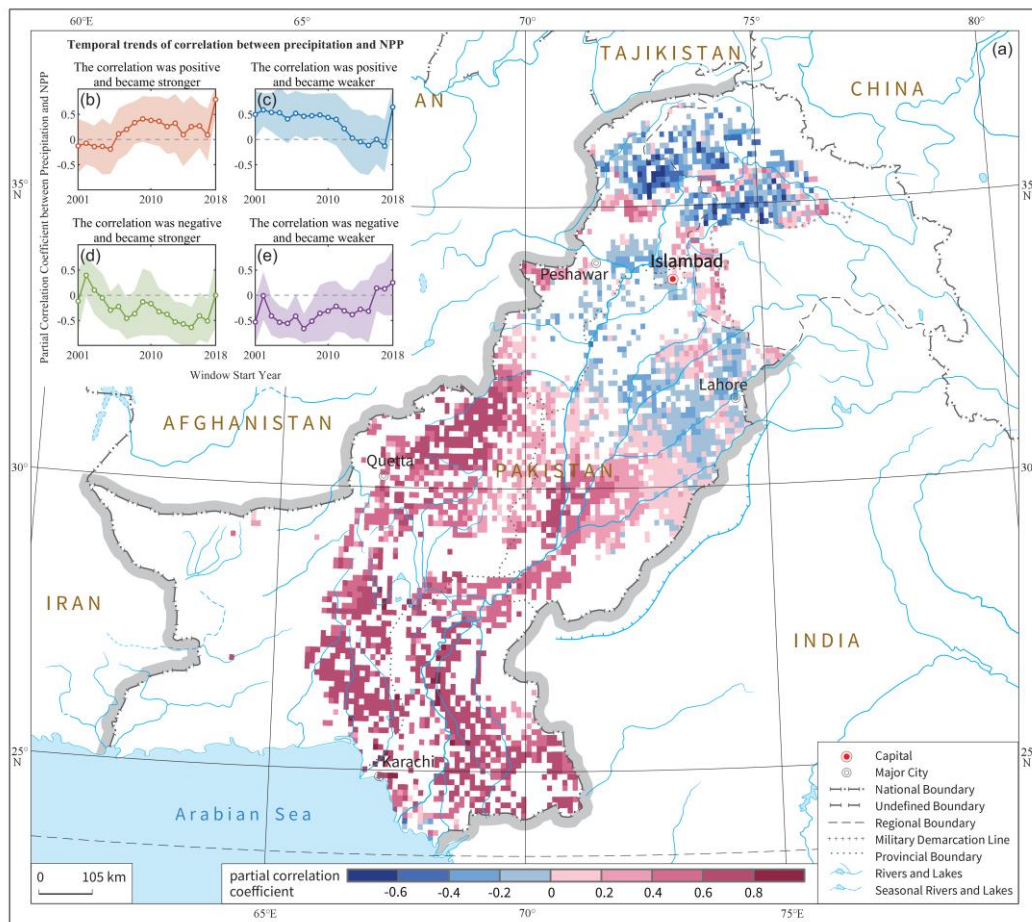 60°E 65° 70° 75° 80°
Temporal trends of correlation between precipitation and NPP
The correlation was positive
and became stronger
The correlation was positive
and became weaker
(b)
(c)
0.5
0
-0.5
2001 2010 2018
2001 2010 2018
The correlation was negative
and became stronger
The correlation was negative
and became weaker
(d)
(e)
0.5
0
-0.5
2001 2010 2018
2001 2010 2018
Window Start Year
Partial Correlation Coefficient between Precipitation and NPP
(a)
TAJIKISTAN
CHINA
AN
35°
N
35°
N
Islambad
Peshawar
Lahore
AFGHANISTAN
Quetta
PAKISTAN
30°
N
30°
N
IRAN
INDIA
25°
N
25°
N
Karachi
Arabian Sea
Capital
Major City
National Boundary
Undefined Boundary
Regional Boundary
Military Demarcation Line
Provincial Boundary
Rivers and Lakes
Seasonal Rivers and Lakes
0 105 km
partial correlation
coefficient
-0.6 -0.4 -0.2 0 0.2 0.4 0.6 0.8
65°E 70° 75°